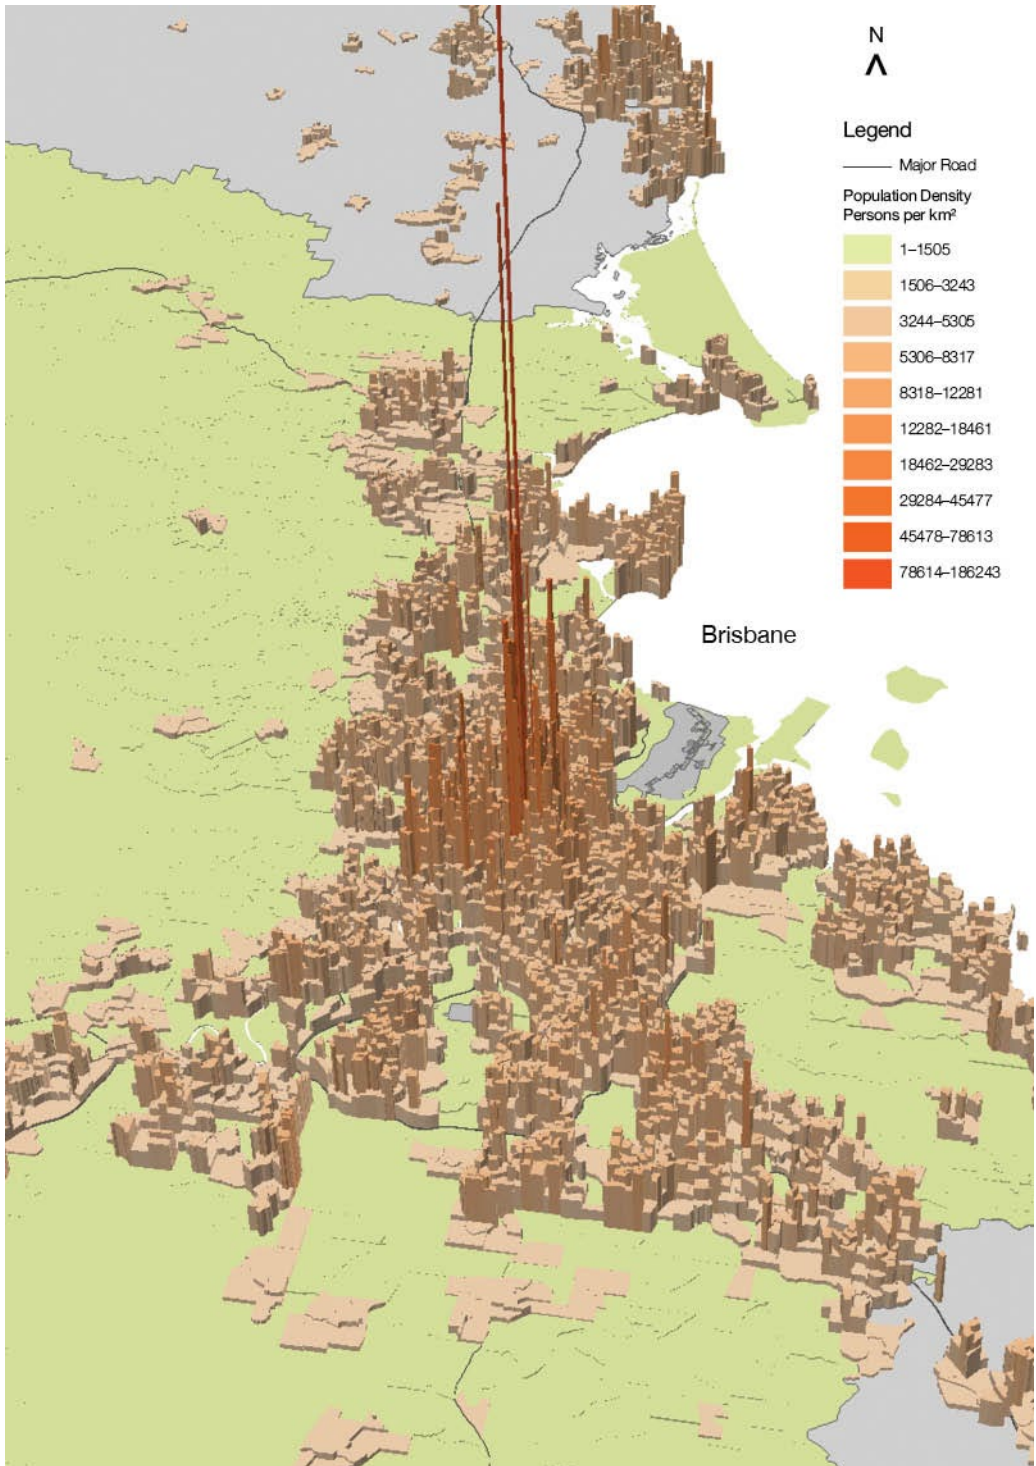 N
Legend
Major Road
Population Density
Persons per km²
1–1505
1506–3243
3244–5305
5306–8317
8318–12281
12282–18461
18462–29283
29284–45477
45478–78613
78614–186243
Brisbane